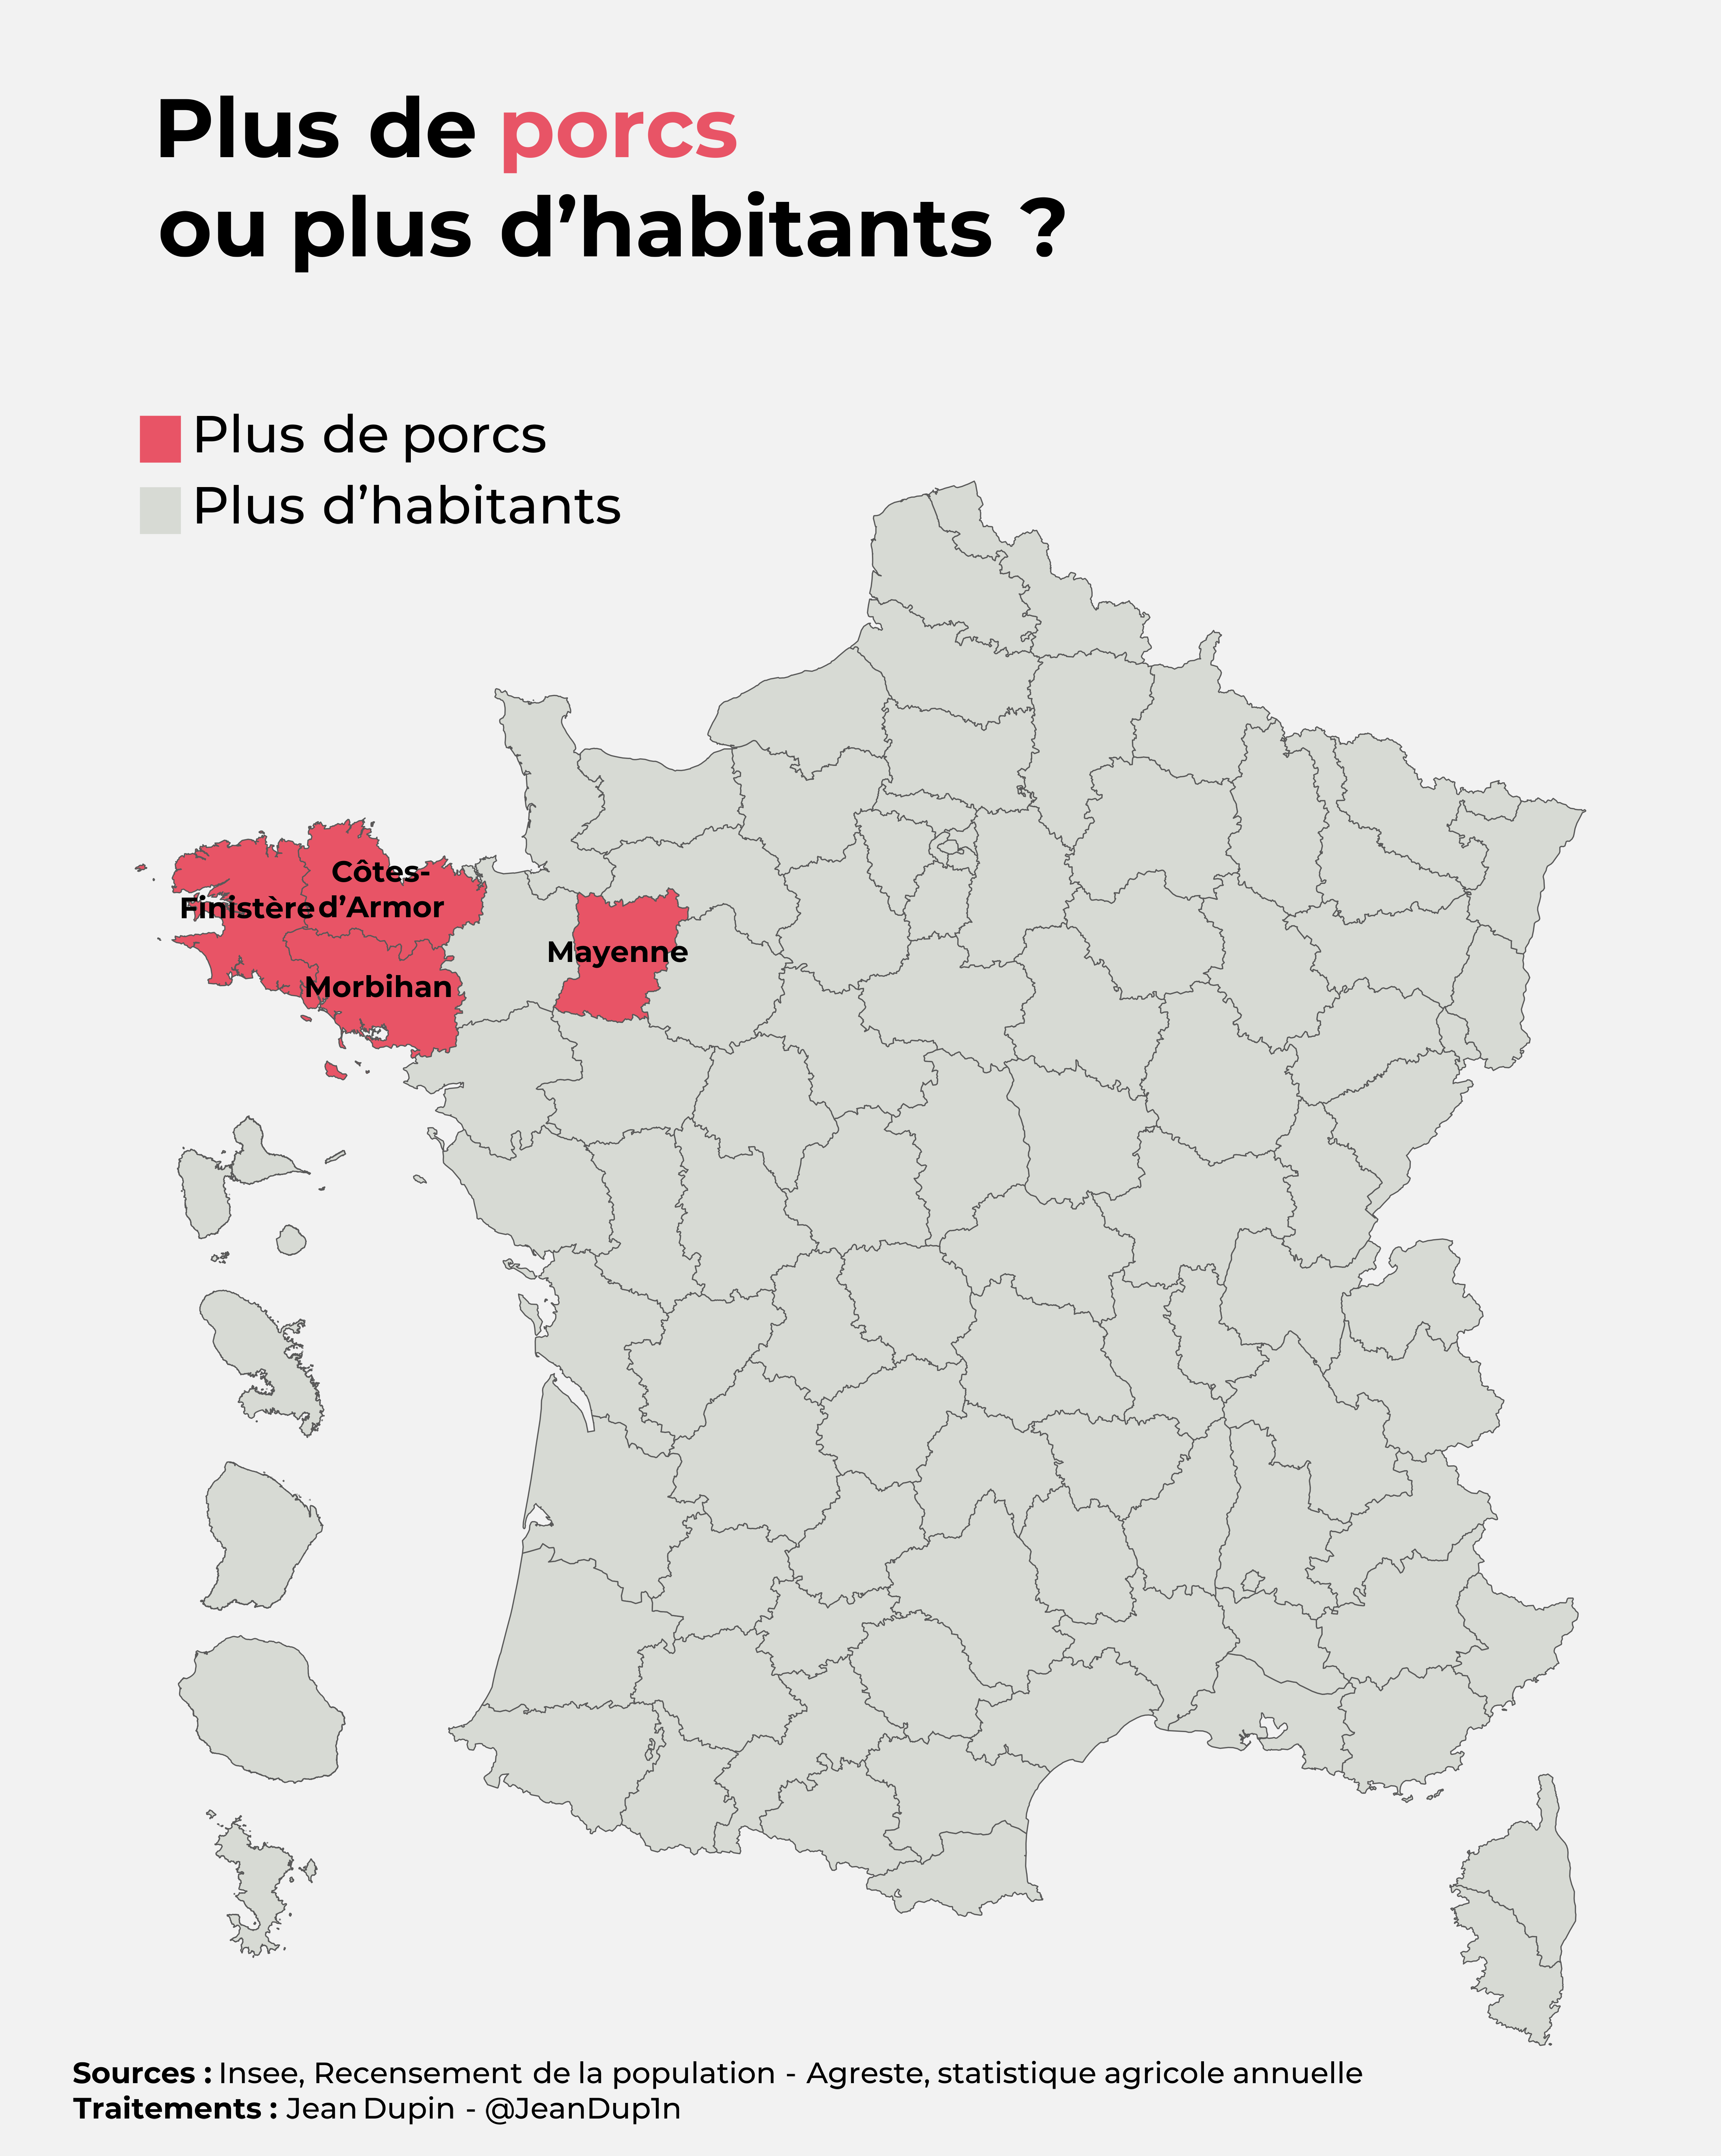 Plus de porcs
ou plus d’habitants ?
Plus de porcs
Plus d’habitants
Côtes-
Finistère d’Armor
Mayenne
Morbihan
Sources : Insee, Recensement de la population - Agreste, statistique agricole annuelle
Traitements : Jean Dupin - @JeanDup1n